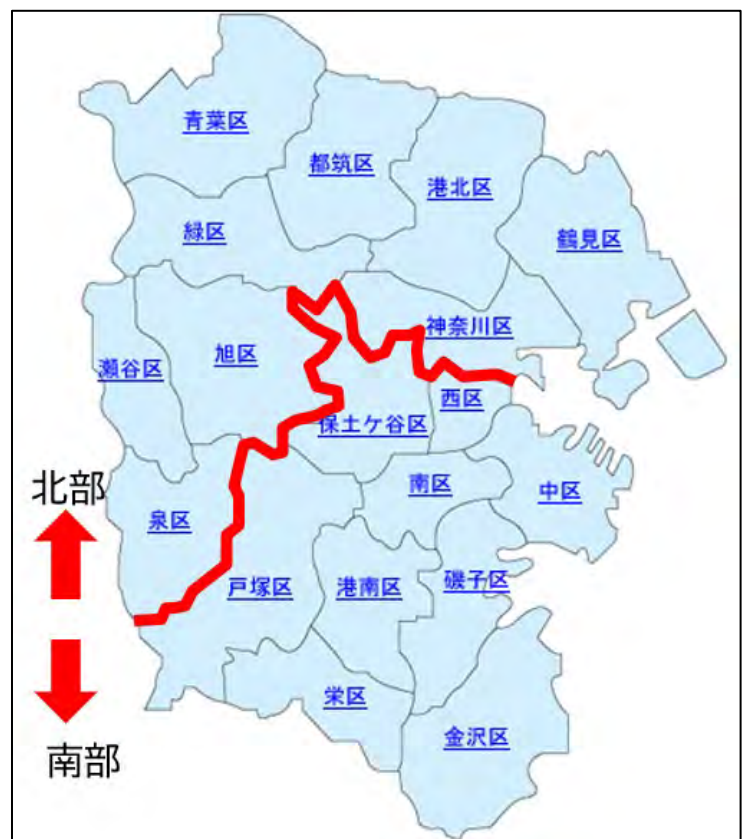 青葉区
都筑区
港北区
緑区
鶴見区
神奈川区
旭区
瀬谷区
西区
保土ケ谷区
北部
南区
中区
泉区
戸塚区
港南区
磯子区
栄区
金沢区
南部